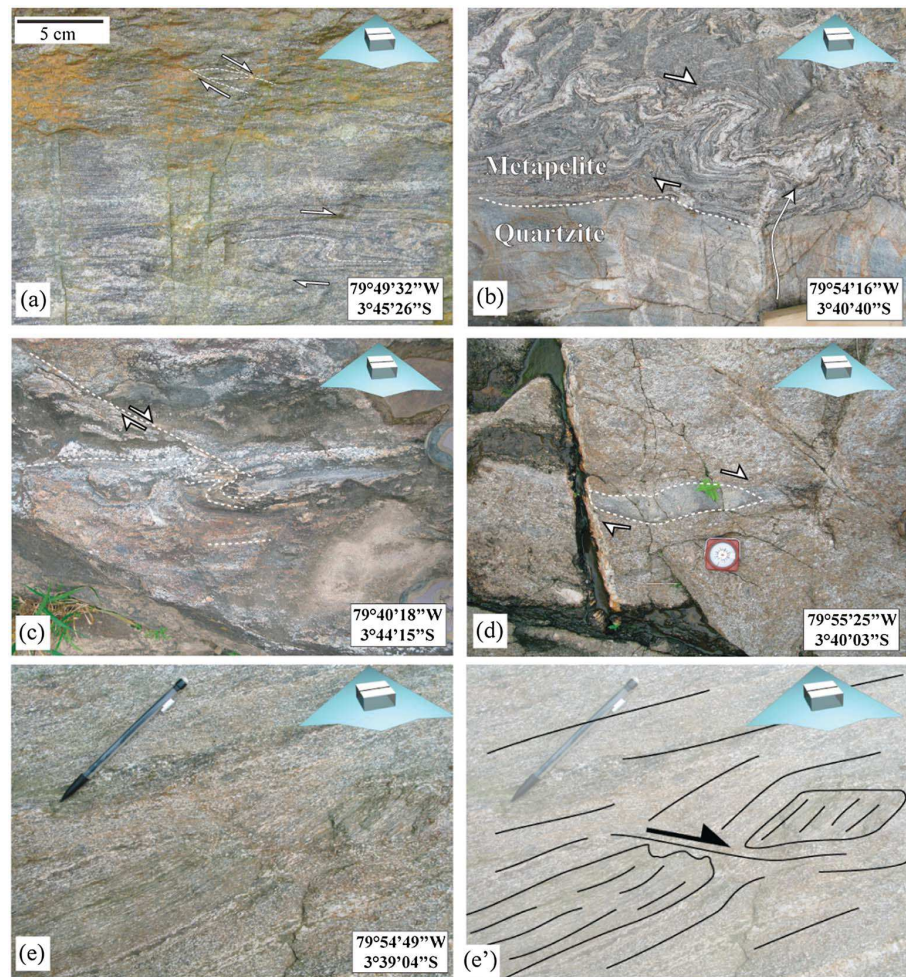 5 cm
(a)
79°49'32"W
3°45'26"S
Metapelite
Quartzite
(b)
79°54'16"W
3°40'40"S
(c)
79°40'18"W
3°44'15"S
(d)
79°55'25"W
3°40'03"S
(e)
79°54'49"W
3°39'04"S
(e')